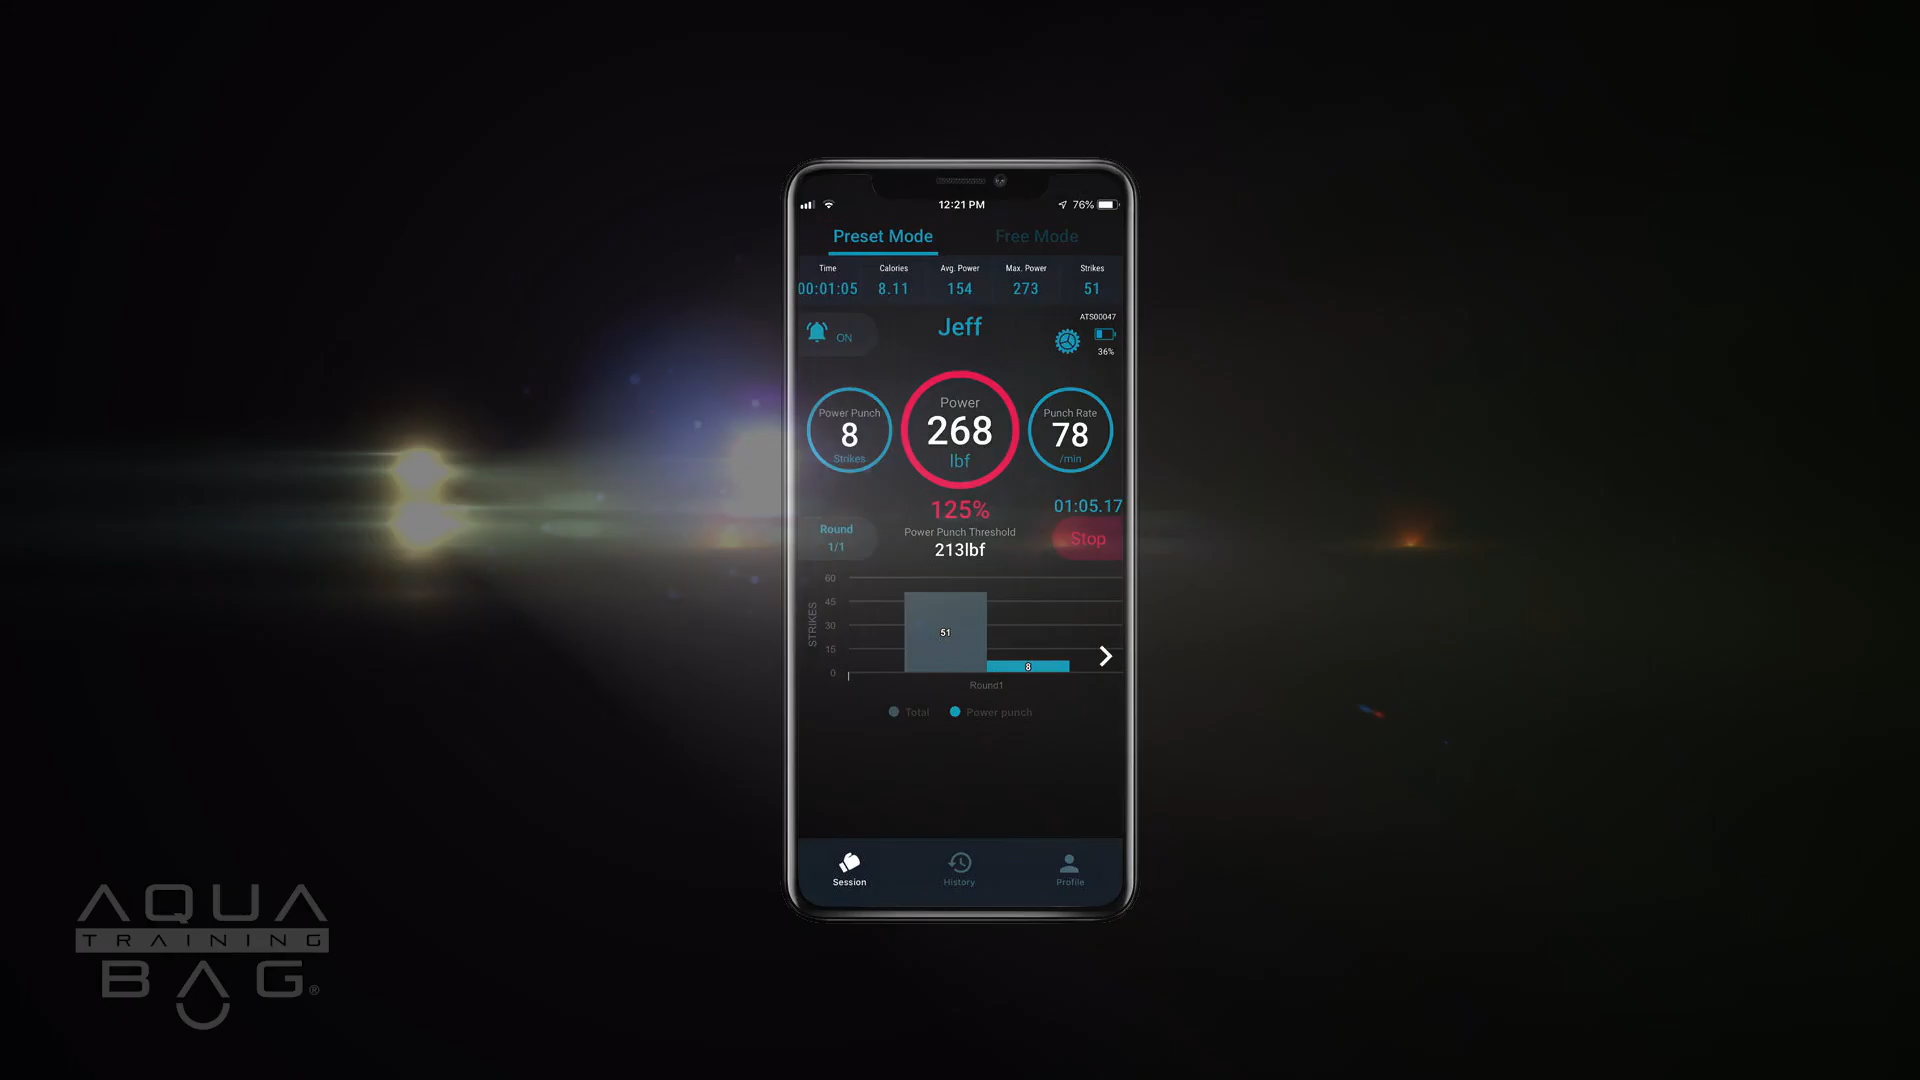 12:21 PM
76%
Preset Mode
Free Mode
Time
Calories
Avg. Power
Max. Power
Strikes
00:01:05
8.11
154
273
51
ON
Jeff
ATS00047
36%
Power Punch
8
Strikes
Power
268
lbf
Punch Rate
78
/min
125%
01:05.17
Round
1/1
Power Punch Threshold
213lbf
Stop
STRIKES
60
45
30
15
0
51
8
Round1
Total
Power punch
Session
History
Profile
AQUA
TRAINING
BAG®